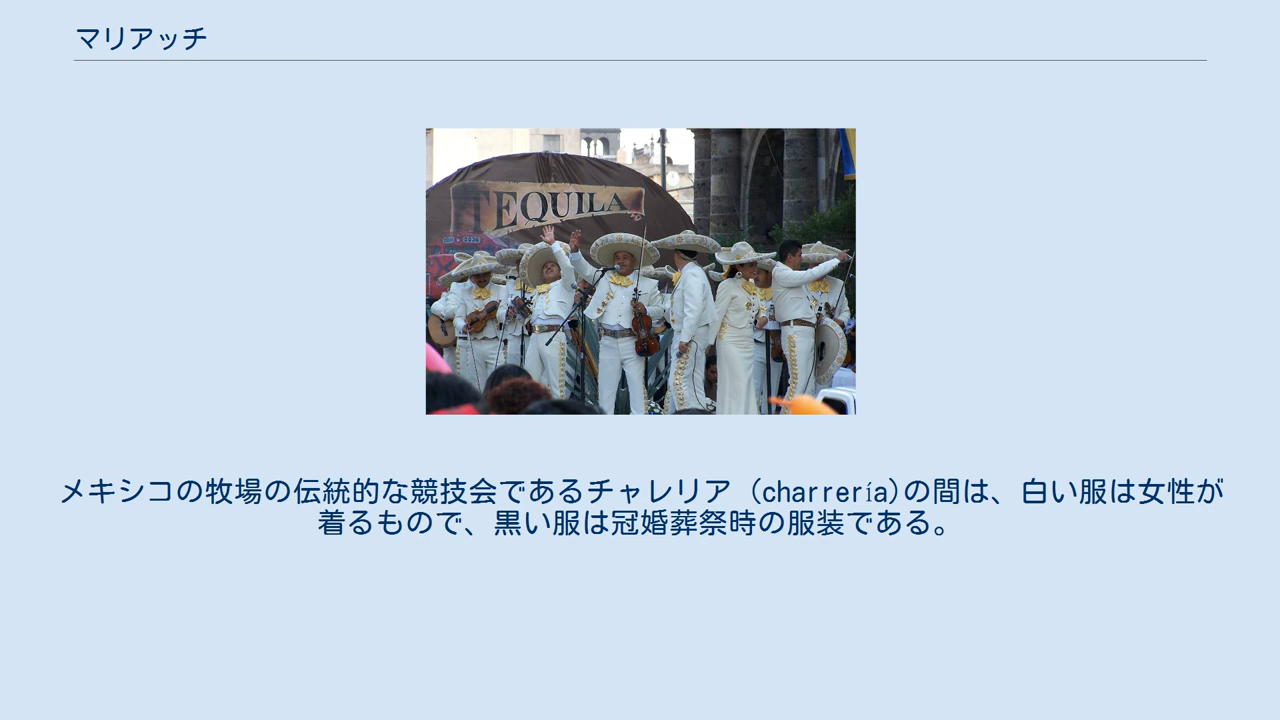 マリアッチ
TEQUILA
メキシコの牧場の伝統的な競技会であるチャレリア (charrería)の間は、白い服は女性が
着るもので、黒い服は冠婚葬祭時の服装である。